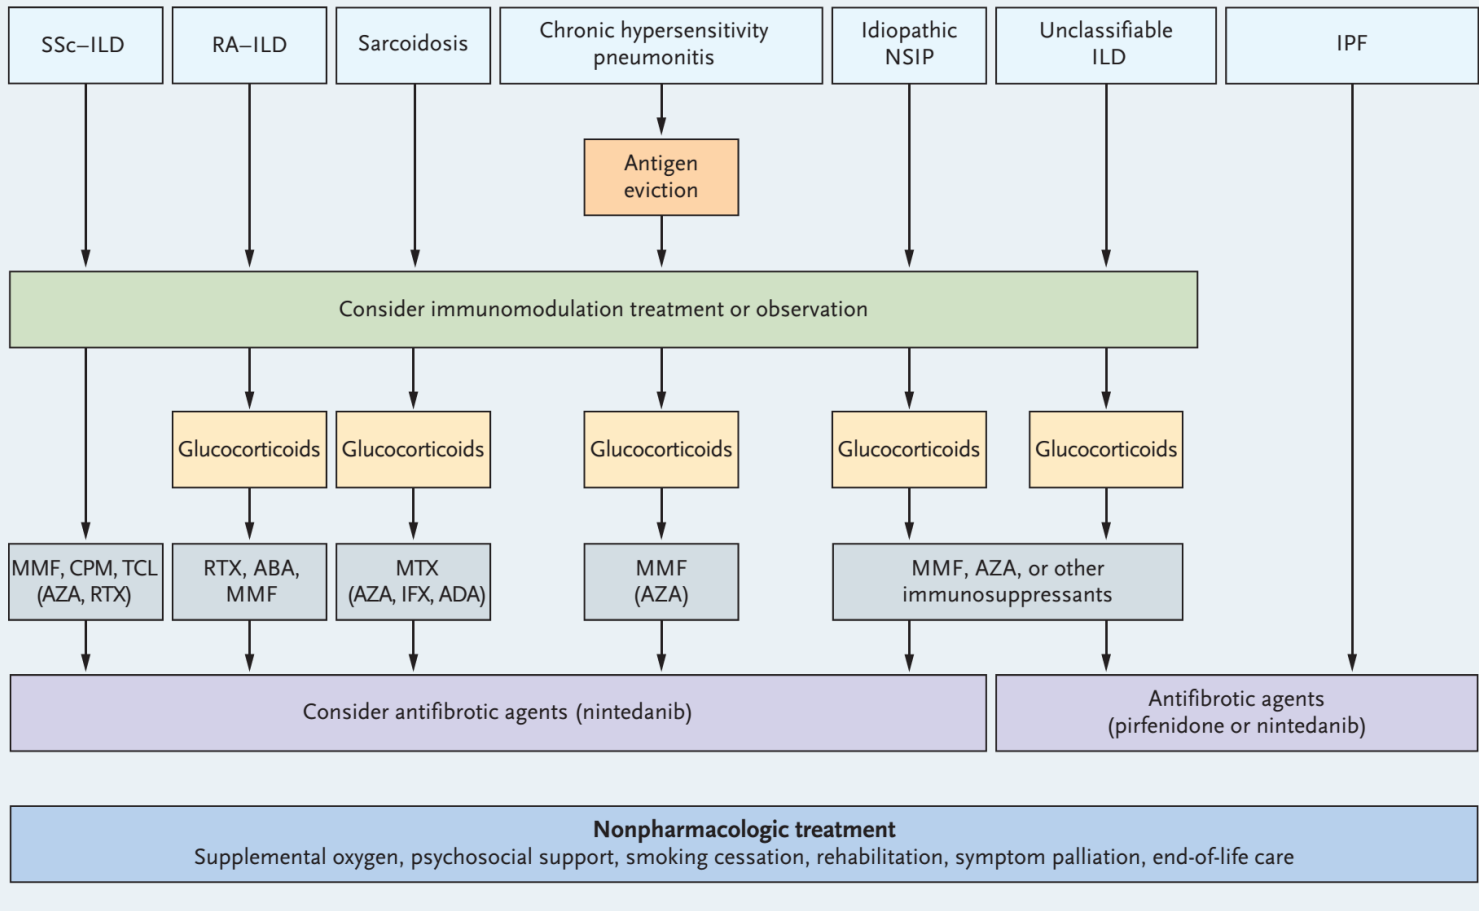 SSc–ILD
RA–ILD
Sarcoidosis
Chronic hypersensitivity
pneumonitis
Idiopathic
NSIP
Unclassifiable
ILD
IPF
Antigen
eviction
Consider immunomodulation treatment or observation
Glucocorticoids
Glucocorticoids
Glucocorticoids
Glucocorticoids
Glucocorticoids
MMF, CPM, TCL
(AZA, RTX)
RTX, ABA,
MMF
MTX
(AZA, IFX, ADA)
MMF
(AZA)
MMF, AZA, or other
immunosuppressants
Consider antifibrotic agents (nintedanib)
Antifibrotic agents
(pirfenidone or nintedanib)
Nonpharmacologic treatment
Supplemental oxygen, psychosocial support, smoking cessation, rehabilitation, symptom palliation, end-of-life care